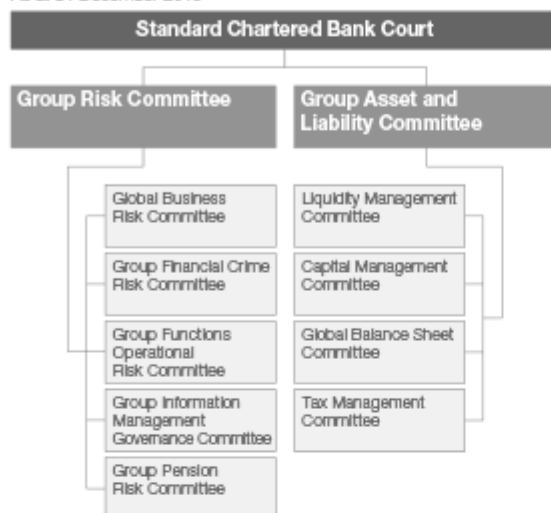 Standard Chartered Bank Court
Group Risk Committee
Group Asset and
Liability Committee
Global Business
Risk Committee
Group Financial Crime
Risk Committee
Group Functions
Operational
Risk Committee
Group Information
Management
Governance Committee
Group Pension
Risk Committee
Liquidity Management
Committee
Capital Management
Committee
Global Balance Sheet
Committee
Tax Management
Committee